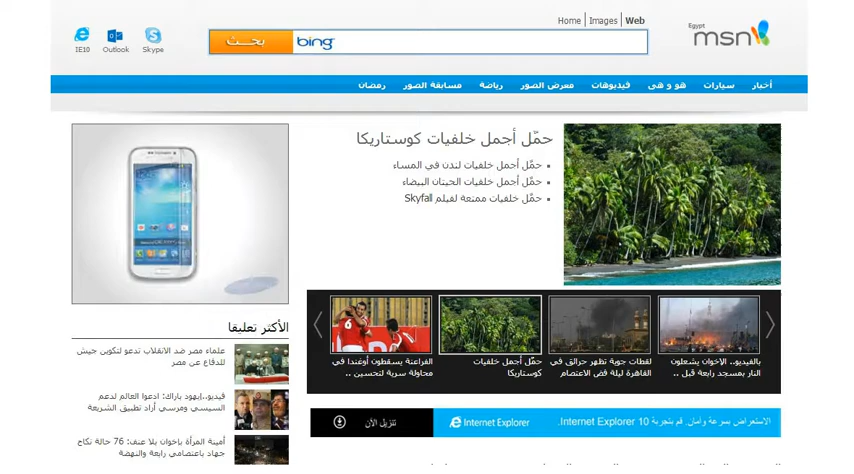 Home | Images | Web
Egypt
msn
IE10
Outlook
Skype
بحث
bing
أخبار
سيارات
هو و هي
فيديوهات
معرض الصور
رياضة
مسابقة الصور
رمضان
حمّل أجمل خلفيات كوستاريكا
حمّل أجمل خلفيات لندن في المساء
حمّل أجمل خلفيات الحيتان البيضاء
حمّل خلفيات ممتعة لفيلم Skyfall
بالفيديو.. الإخوان يشعلون
النار بمسجد رابعة قبل ..
لقطات جوية تظهر حرائق في
القاهرة ليلة فض الاعتصام
حمّل أجمل خلفيات
كوستاريكا
الفراعنة يسقطون أوغندا في
محاولة سرية لتحسين ..
الاستعراض بسرعة وأمان. قم بتجربة Internet Explorer 10.
Internet Explorer
تنزيل الآن
الأكثر تعليقا
علماء مصر ضد الانقلاب تدعو لتكوين جيش
للدفاع عن مصر
فيديو..إيهود باراك: ادعوا العالم لدعم
السيسي ومرسي أراد تطبيق الشريعة
أمينة المرأة بإخوان بلا عنف: 76 حالة نكاح
جهاد باعتصامي رابعة والنهضة